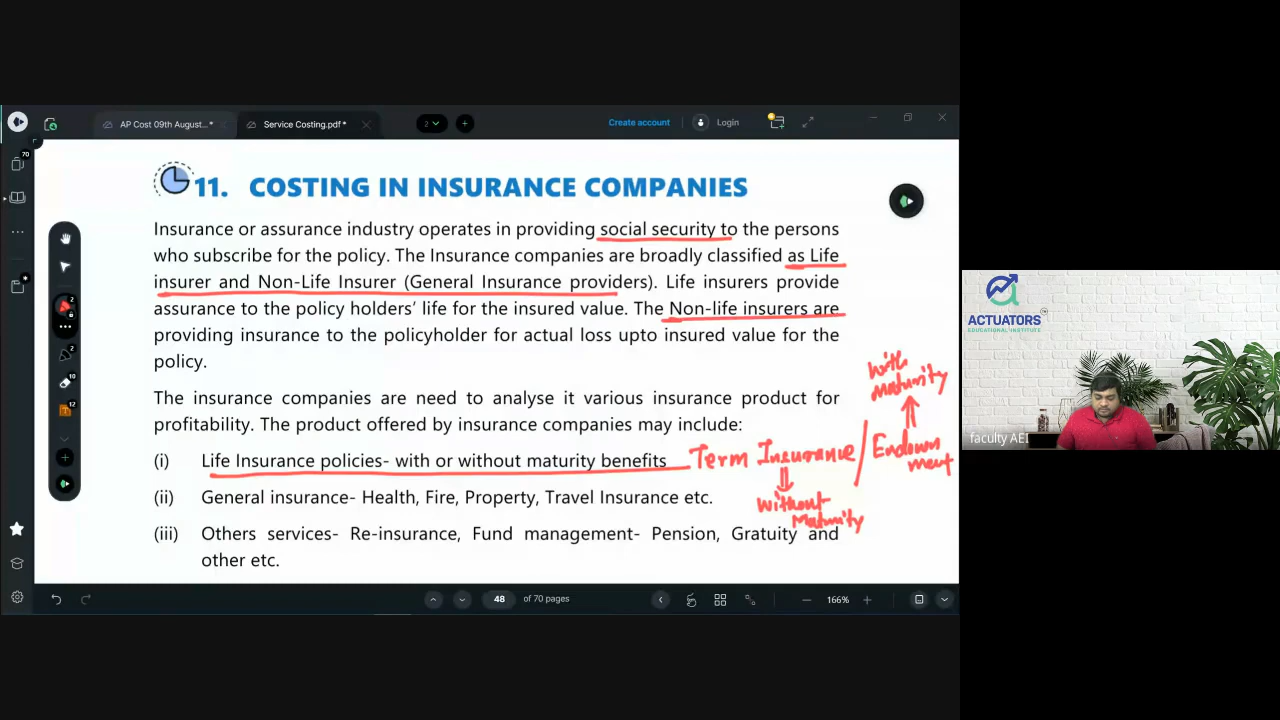 AP Cost 09th August...*
Service Costing.pdf*
2
Create account
Login
70
11. COSTING IN INSURANCE COMPANIES
Insurance or assurance industry operates in providing social security to the persons
who subscribe for the policy. The Insurance companies are broadly classified as Life
insurer and Non-Life Insurer (General Insurance providers). Life insurers provide
assurance to the policy holders' life for the insured value. The Non-life insurers are
providing insurance to the policyholder for actual loss upto insured value for the
policy.
With
Maturity
The insurance companies are need to analyse it various insurance product for
profitability. The product offered by insurance companies may include:
(i) Life Insurance policies- with or without maturity benefits
Term Insurance / Endownment
Without
Maturity
(ii) General insurance- Health, Fire, Property, Travel Insurance etc.
(iii) Others services- Re-insurance, Fund management- Pension, Gratuity and
other etc.
2
2
10
12
48 of 70 pages
166%
ACTUATORS
EDUCATIONAL INSTITUTE
faculty AEI